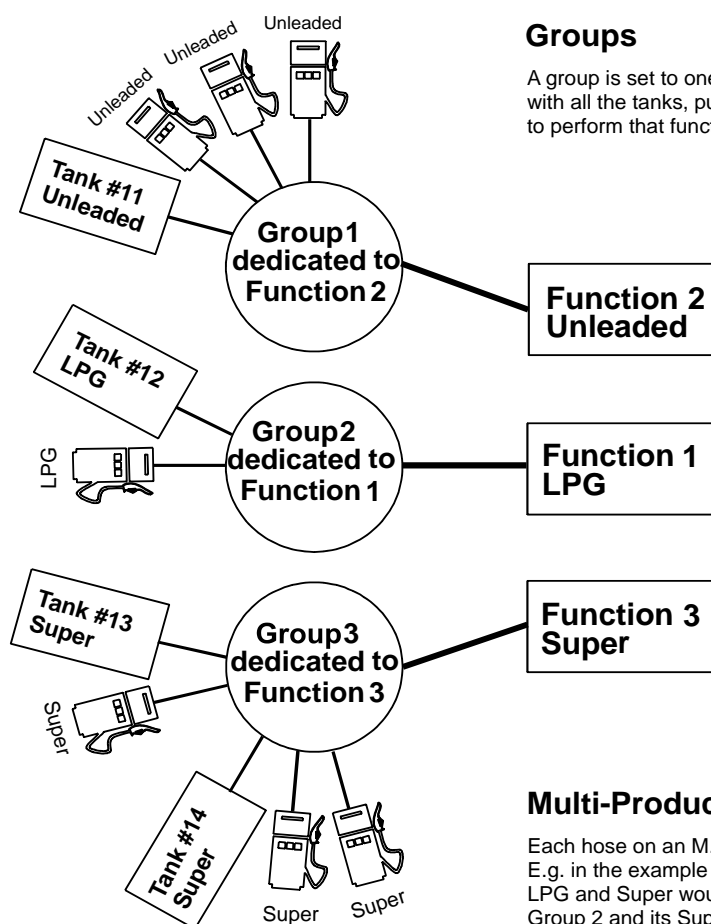 Unleaded
Unleaded
Unleaded
Tank #11
Unleaded
Group 1
dedicated to
Function 2
Groups
A group is set to one
with all the tanks, pu
to perform that func
Function 2
Unleaded
Tank #12
LPG
LPG
Group 2
dedicated to
Function 1
Function 1
LPG
Tank #13
Super
Super
Group 3
dedicated to
Function 3
Function 3
Super
Tank #14
Super
Super
Super
Multi-Produc
Each hose on an M.
E.g. in the example
LPG and Super wou
Group 2 and its Sup